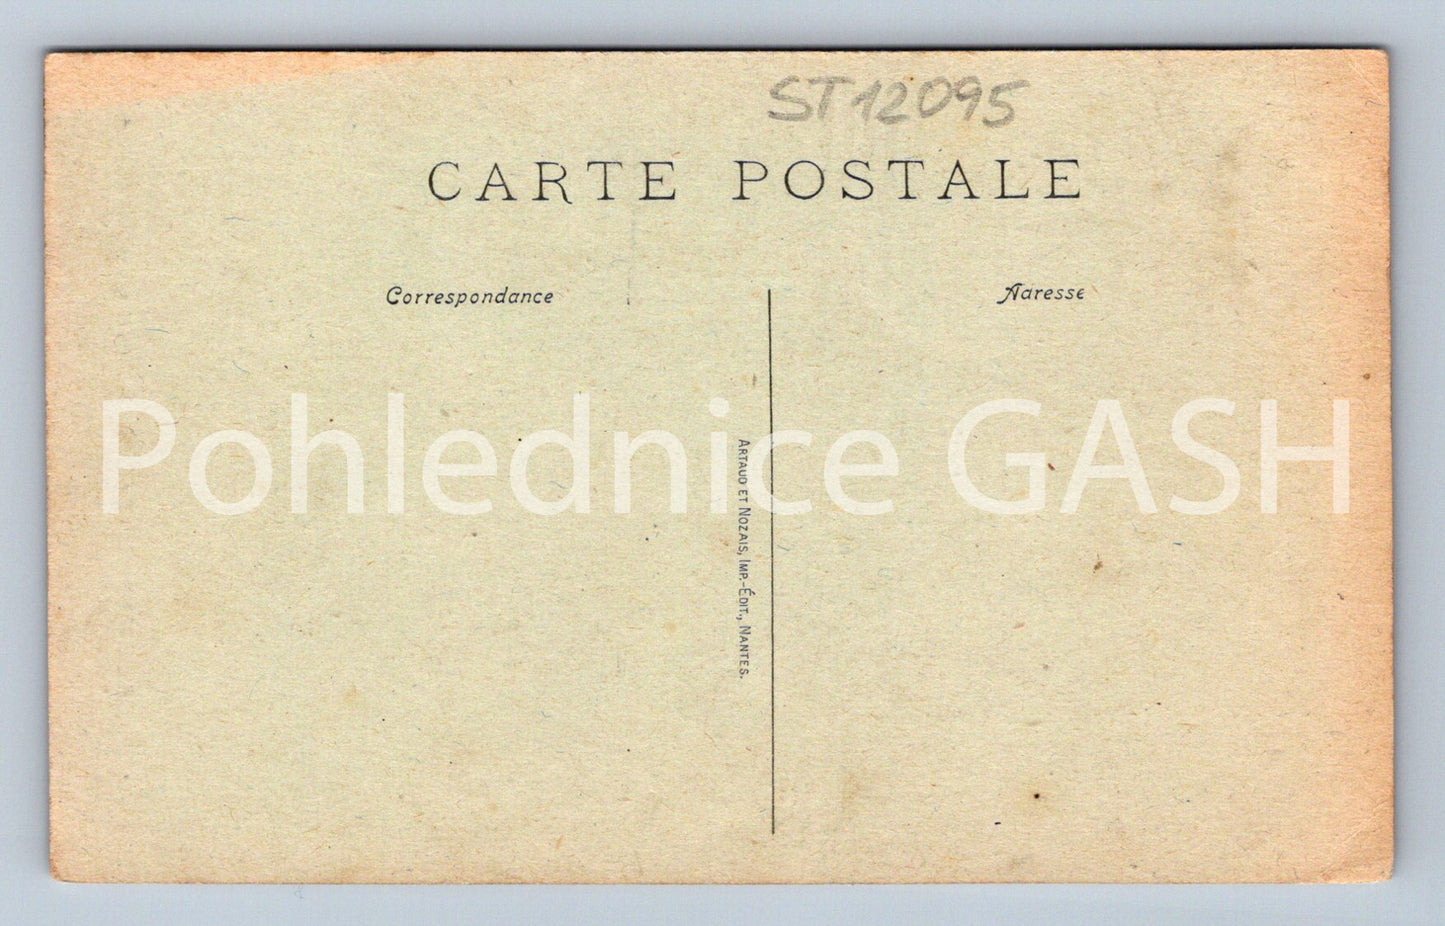 ST12095
CARTE POSTALE
Correspondance
Adresse
Pohlednice GASH
ARTAUD ET NOZAIS, IMP.-ÉDIT., NANTES.